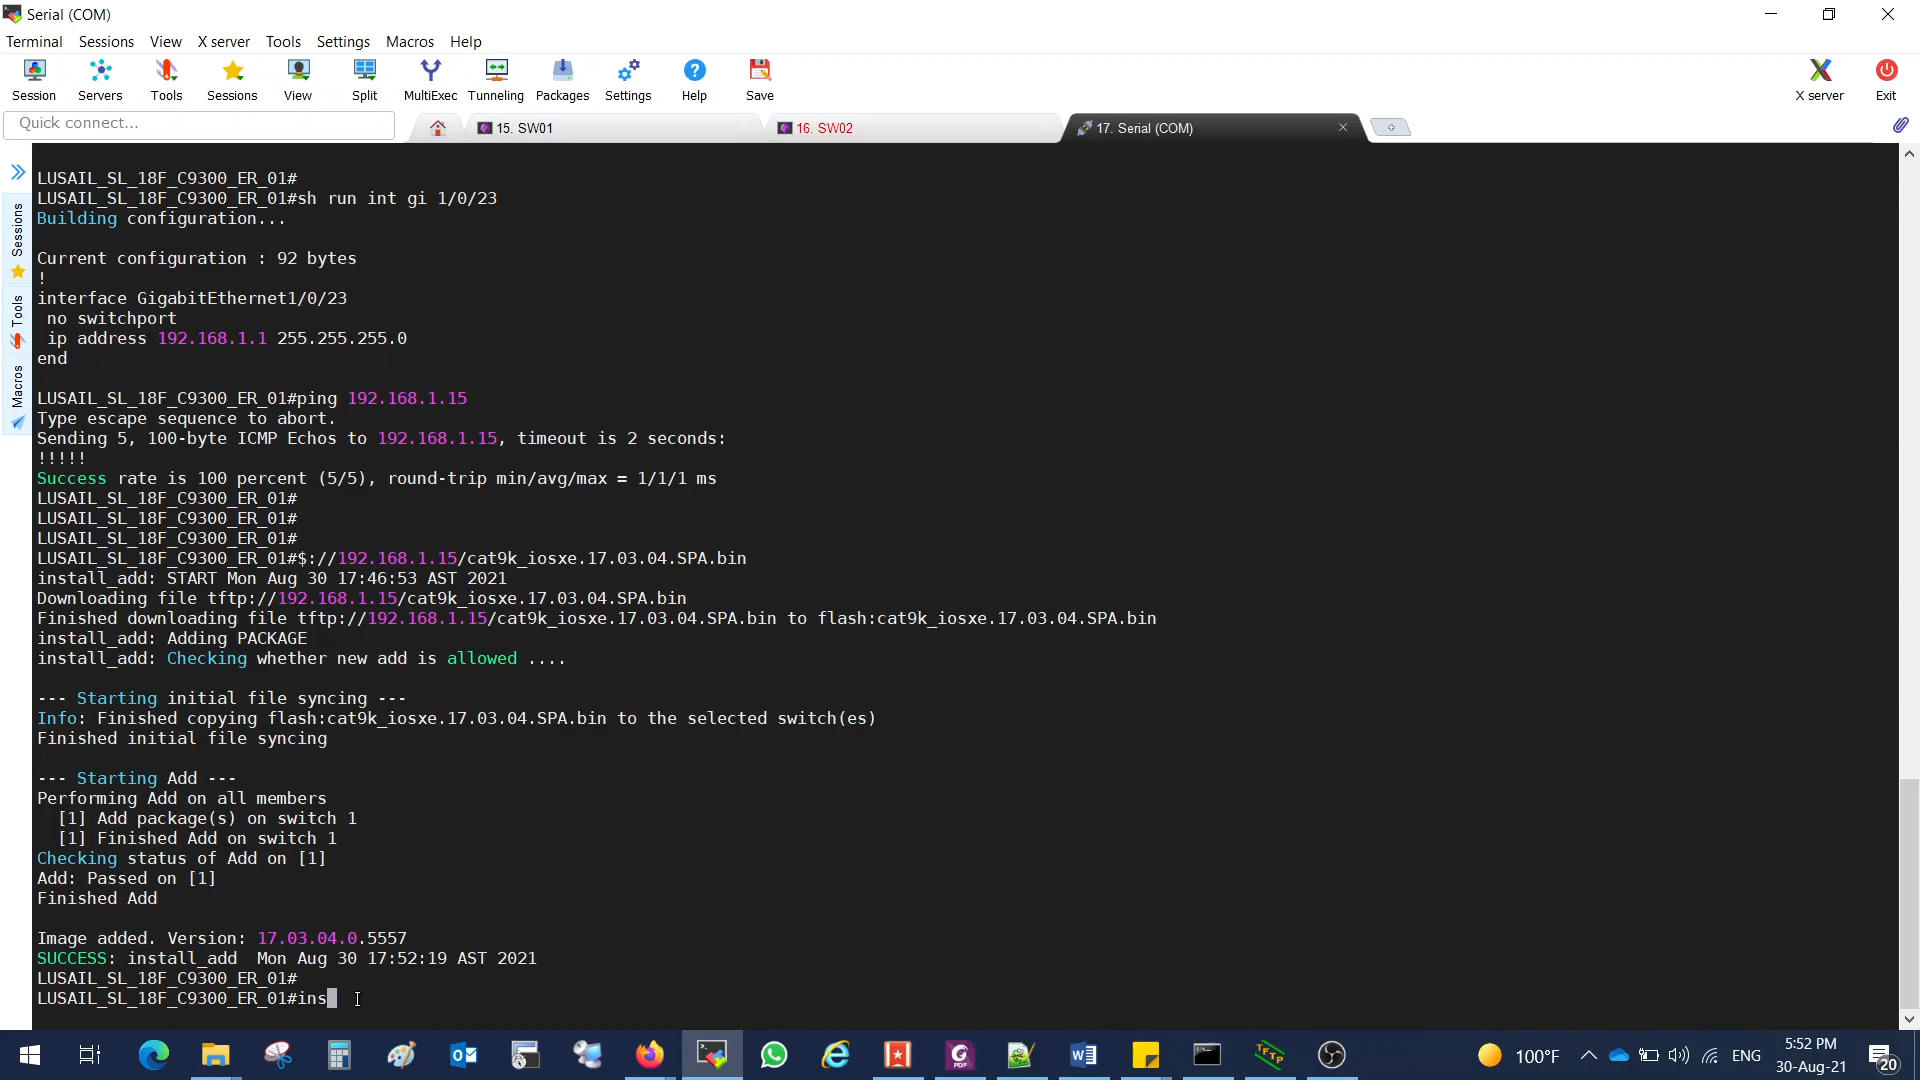 Serial (COM)
Terminal Sessions View X server Tools Settings Macros Help
Session Servers Tools Sessions View Split MultiExec Tunneling Packages Settings Help Save X server Exit
Quick connect...
15. SW01
16. SW02
17. Serial (COM)
Sessions
Tools
Macros
LUSAIL_SL_18F_C9300_ER_01#
LUSAIL_SL_18F_C9300_ER_01#sh run int gi 1/0/23
Building configuration...
Current configuration : 92 bytes
!
interface GigabitEthernet1/0/23
no switchport
ip address 192.168.1.1 255.255.255.0
end
LUSAIL_SL_18F_C9300_ER_01#ping 192.168.1.15
Type escape sequence to abort.
Sending 5, 100-byte ICMP Echos to 192.168.1.15, timeout is 2 seconds:
!!!!!
Success rate is 100 percent (5/5), round-trip min/avg/max = 1/1/1 ms
LUSAIL_SL_18F_C9300_ER_01#
LUSAIL_SL_18F_C9300_ER_01#
LUSAIL_SL_18F_C9300_ER_01#
LUSAIL_SL_18F_C9300_ER_01#$://192.168.1.15/cat9k_iosxe.17.03.04.SPA.bin
install_add: START Mon Aug 30 17:46:53 AST 2021
Downloading file tftp://192.168.1.15/cat9k_iosxe.17.03.04.SPA.bin
Finished downloading file tftp://192.168.1.15/cat9k_iosxe.17.03.04.SPA.bin to flash:cat9k_iosxe.17.03.04.SPA.bin
install_add: Adding PACKAGE
install_add: Checking whether new add is allowed ....
--- Starting initial file syncing ---
Info: Finished copying flash:cat9k_iosxe.17.03.04.SPA.bin to the selected switch(es)
Finished initial file syncing
--- Starting Add ---
Performing Add on all members
[1] Add package(s) on switch 1
[1] Finished Add on switch 1
Checking status of Add on [1]
Add: Passed on [1]
Finished Add
Image added. Version: 17.03.04.0.5557
SUCCESS: install_add  Mon Aug 30 17:52:19 AST 2021
LUSAIL_SL_18F_C9300_ER_01#
LUSAIL_SL_18F_C9300_ER_01#ins
100°F ENG 5:52 PM
30-Aug-21
20